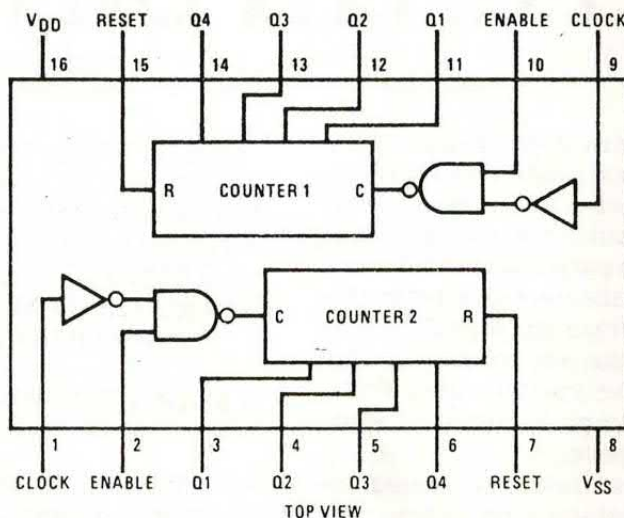 VDD RESET Q4 Q3 Q2 Q1 ENABLE CLOCK
16 15 14 13 12 11 10 9
R COUNTER 1 C
C COUNTER 2 R
1 2 3 4 5 6 7 8
CLOCK ENABLE Q1 Q2 Q3 Q4 RESET VSS
TOP VIEW